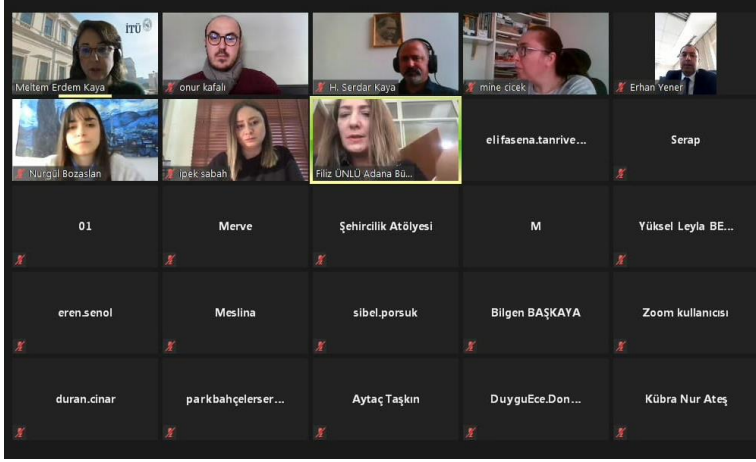 İTÜ
Meltem Erdem Kaya
onur kafalı
H. Serdar Kaya
mine cicek
Erhan Yener
Nurgül Bozaslan
ipek sabah
Filiz ÜNLÜ Adana Bü...
elifasena.tanrive...
Serap
01
Merve
Şehircilik Atölyesi
M
Yüksel Leyla BE...
eren.senol
Meslina
sibel.porsuk
Bilgen BAŞKAYA
Zoom kullanıcısı
duran.cinar
parkbahçelerser...
Aytaç Taşkın
DuyguEce.Don...
Kübra Nur Ateş